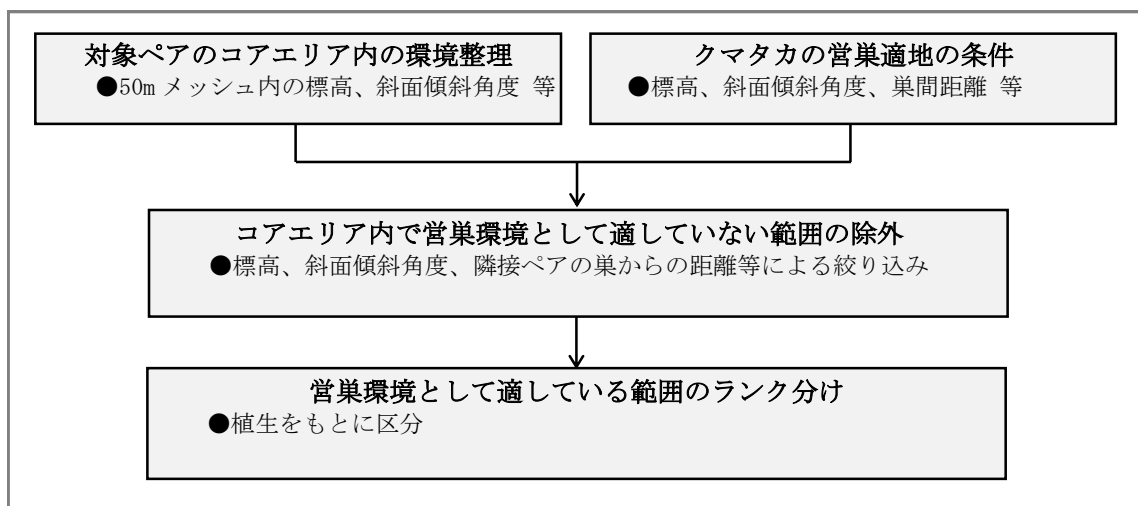 対象ペアのコアエリア内の環境整理
●50m メッシュ内の標高、斜面傾斜角度 等
クマタカの営巣適地の条件
●標高、斜面傾斜角度、巣間距離 等
コアエリア内で営巣環境として適していない範囲の除外
●標高、斜面傾斜角度、隣接ペアの巣からの距離等による絞り込み
営巣環境として適している範囲のランク分け
●植生をもとに区分